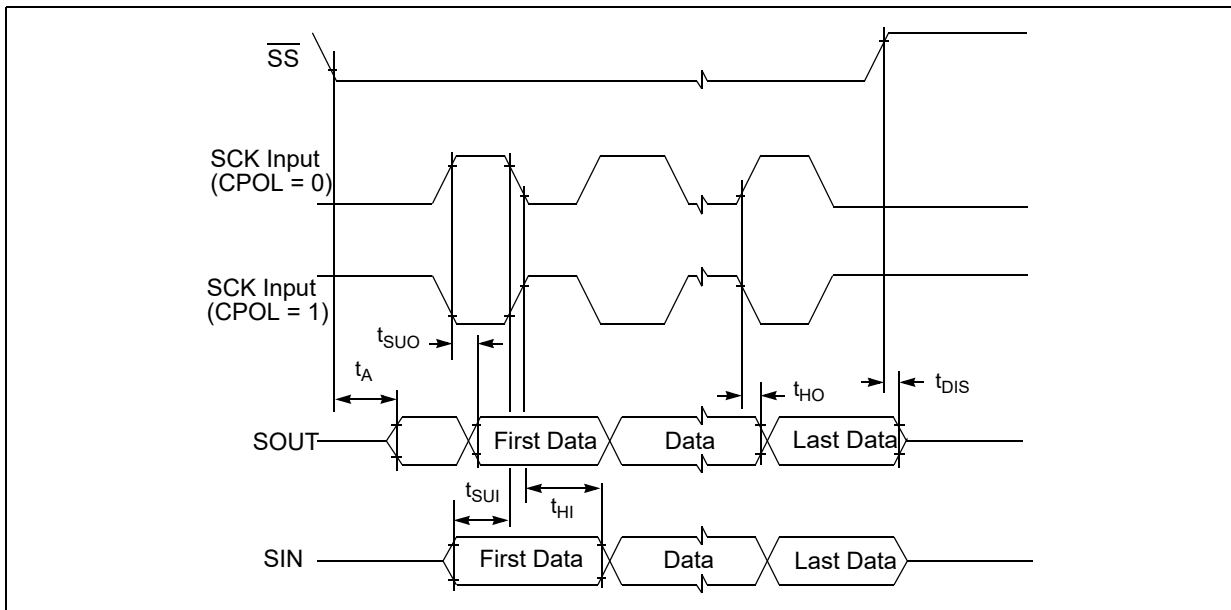 SS
SCK Input
(CPOL = 0)
SCK Input
(CPOL = 1)
tSUO
tA
tHO
tDIS
SOUT
First Data
Data
Last Data
tSUI
tHI
SIN
First Data
Data
Last Data